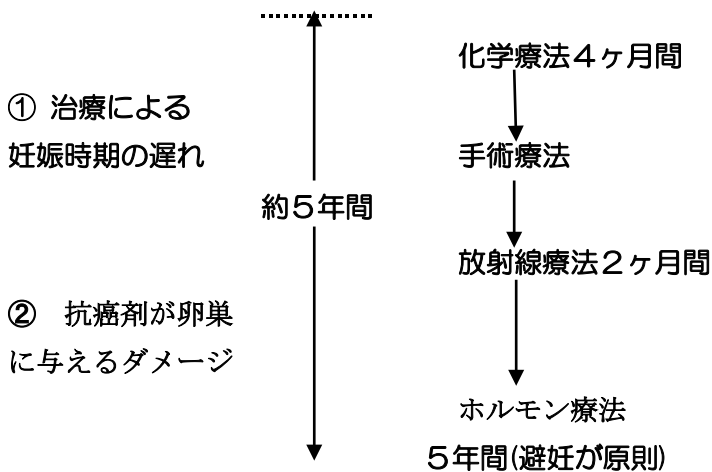 ① 治療による
妊娠時期の遅れ
② 抗癌剤が卵巣
に与えるダメージ
約５年間
化学療法４ヶ月間
手術療法
放射線療法２ヶ月間
ホルモン療法
５年間(避妊が原則)